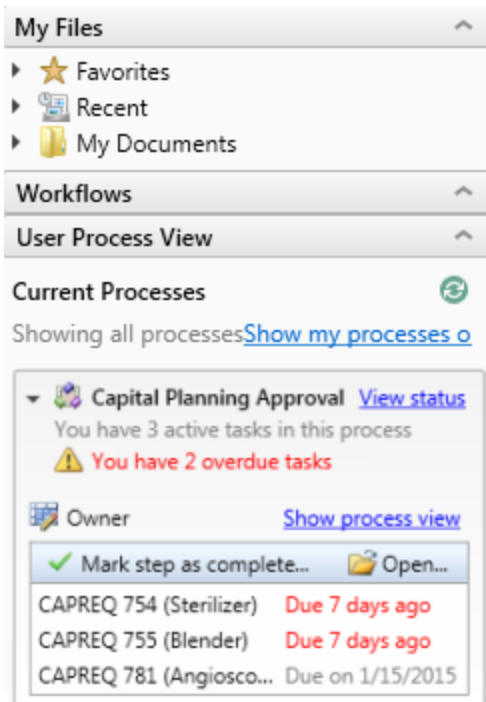 My Files
Favorites
Recent
My Documents
Workflows
User Process View
Current Processes
Showing all processesShow my processes o
Capital Planning Approval View status
You have 3 active tasks in this process
You have 2 overdue tasks
Owner Show process view
Mark step as complete... Open...
CAPREQ 754 (Sterilizer) Due 7 days ago
CAPREQ 755 (Blender) Due 7 days ago
CAPREQ 781 (Angiosco... Due on 1/15/2015